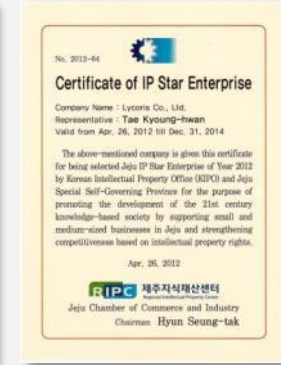 No. 2012-64
Certificate of IP Star Enterprise
Company Name : Lycoris Co., Ltd.
Representative : Tae Kyoung-hwan
Valid from Apr. 26, 2012 till Dec. 31, 2014
The above-mentioned company is given this certificate
for being selected Jeju IP Star Enterprise of Year 2012
by Korean Intellectual Property Office (KIPO) and Jeju
Special Self-Governing Province for the purpose of
promoting the development of the 21st century
knowledge-based society by supporting small and
medium-sized businesses in Jeju and strengthening
competitiveness based on intellectual property rights.
Apr. 26, 2012
RIPC 제주지식재산센터
Regional Intellectual Property Center
Jeju Chamber of Commerce and Industry
Chairman Hyun Seung-tak